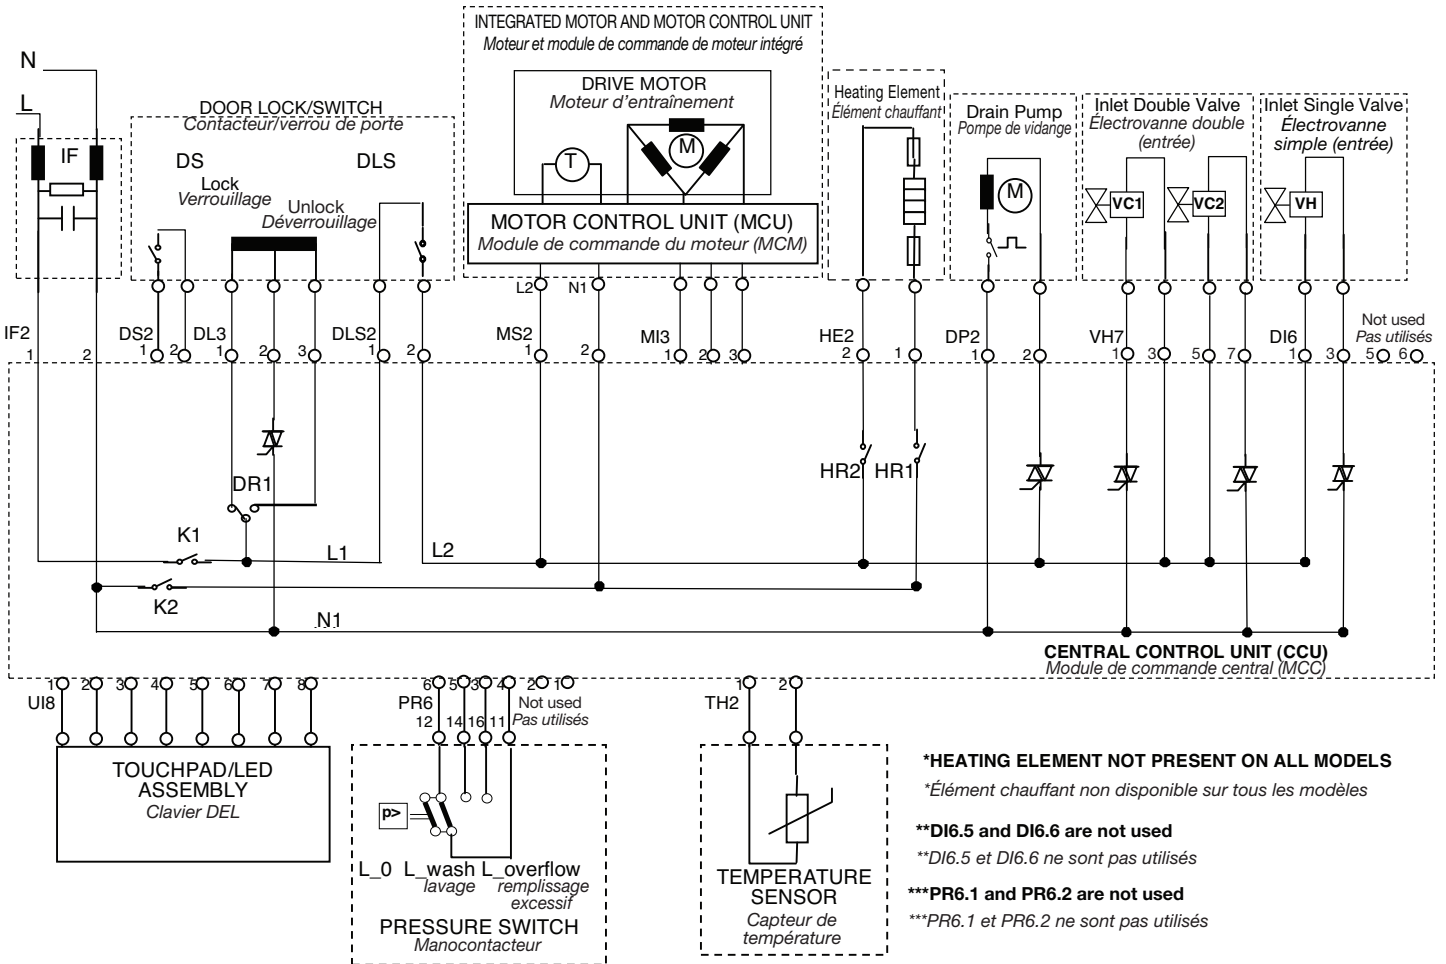 N
L
IF
DOOR LOCK/SWITCH
Contacteur/verrou de porte
DS
DLS
Lock
Verrouillage
Unlock
Déverrouillage
INTEGRATED MOTOR AND MOTOR CONTROL UNIT
Moteur et module de commande de moteur intégré
DRIVE MOTOR
Moteur d'entraînement
T
M
MOTOR CONTROL UNIT (MCU)
Module de commande du moteur (MCM)
Heating Element
Élément chauffant
Drain Pump
Pompe de vidange
M
Inlet Double Valve
Électrovanne double
(entrée)
VC1
VC2
Inlet Single Valve
Électrovanne
simple (entrée)
VH
L2 N1
IF2 1 2
DS2 1 2
DL3 1 2 3
DLS2 1 2
MS2 1 2
MI3 1 2 3
HE2 2 1
DP2 1 2
VH7 1 3 5 7
DI6 1 3 5 6
Not used
Pas utilisés
HR2 HR1
DR1
K1
L1
L2
K2
N1
CENTRAL CONTROL UNIT (CCU)
Module de commande central (MCC)
UI8 1 2 3 4 5 6 7 8
TOUCHPAD/LED
ASSEMBLY
Clavier DEL
PR6 6 5 3 4 2 1
12 14 16 11
Not used
Pas utilisés
p>
L_0 L_wash L_overflow
lavage remplissage
excessif
PRESSURE SWITCH
Manocontacteur
TH2 1 2
TEMPERATURE
SENSOR
Capteur de
température
*HEATING ELEMENT NOT PRESENT ON ALL MODELS
*Élément chauffant non disponible sur tous les modèles
**DI6.5 and DI6.6 are not used
**DI6.5 et DI6.6 ne sont pas utilisés
***PR6.1 and PR6.2 are not used
***PR6.1 et PR6.2 ne sont pas utilisés